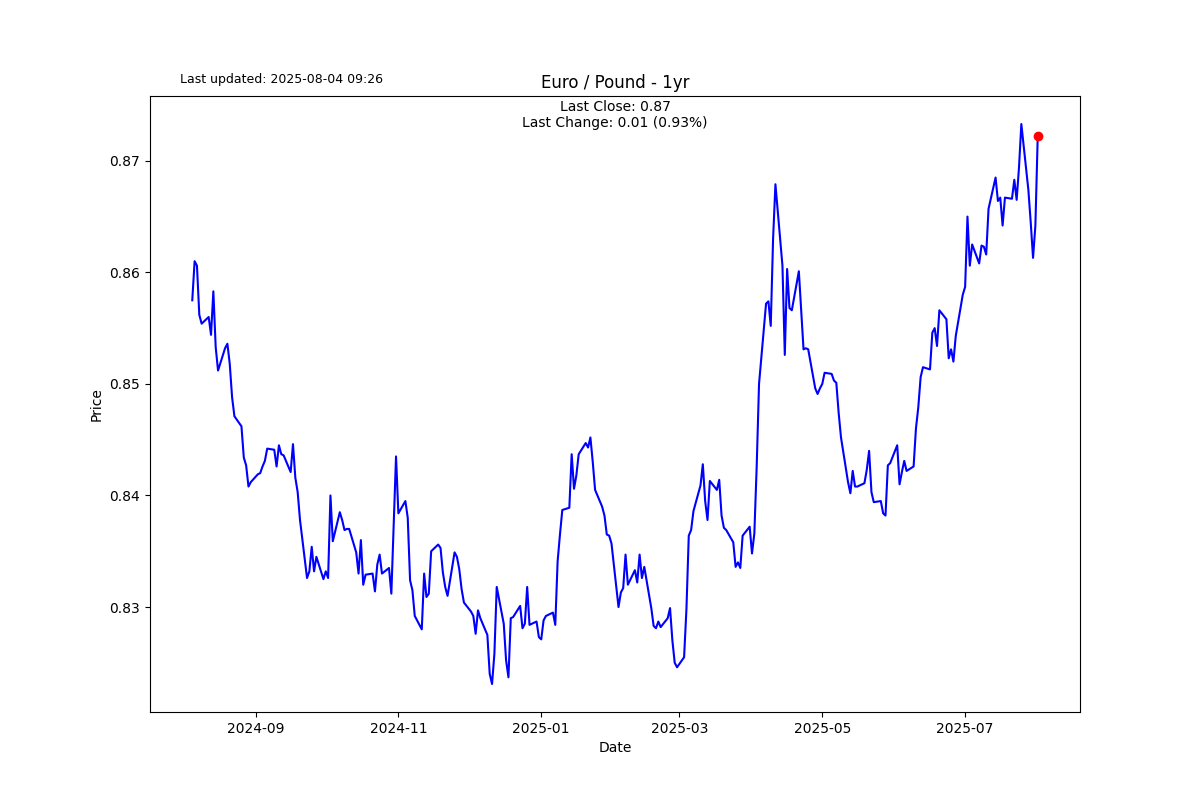 Last updated: 2025-08-04 09:26
Euro / Pound - 1yr
Last Close: 0.87
Last Change: 0.01 (0.93%)
0.87
0.86
0.85
0.84
0.83
Price
2024-09
2024-11
2025-01
2025-03
2025-05
2025-07
Date